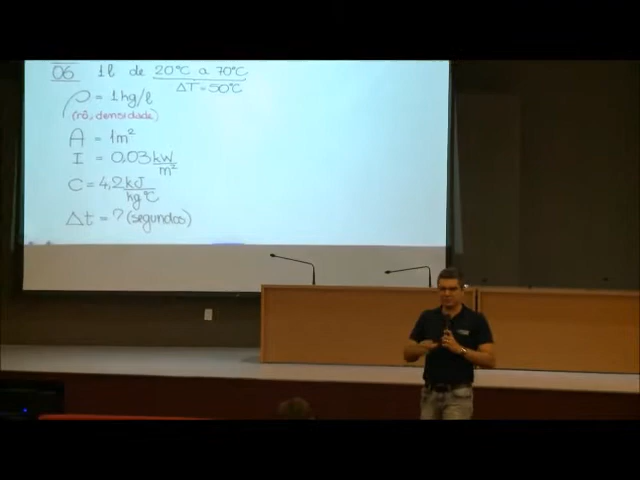 06 1l de 20°C a 70°C
ΔT=50°C
ρ = 1kg/l
(rô, densidade)
A = 1m²
I = 0,03 kW/m²
C = 4,2 kJ/kg°C
Δt = ? (segundos)